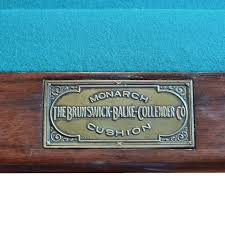 MONARCH
THE BRUNSWICK-BALKE-COLLENDER CO
CUSHION